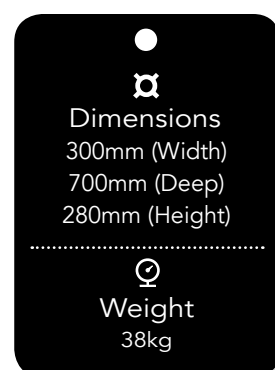 Dimensions
300mm (Width)
700mm (Deep)
280mm (Height)
Weight
38kg